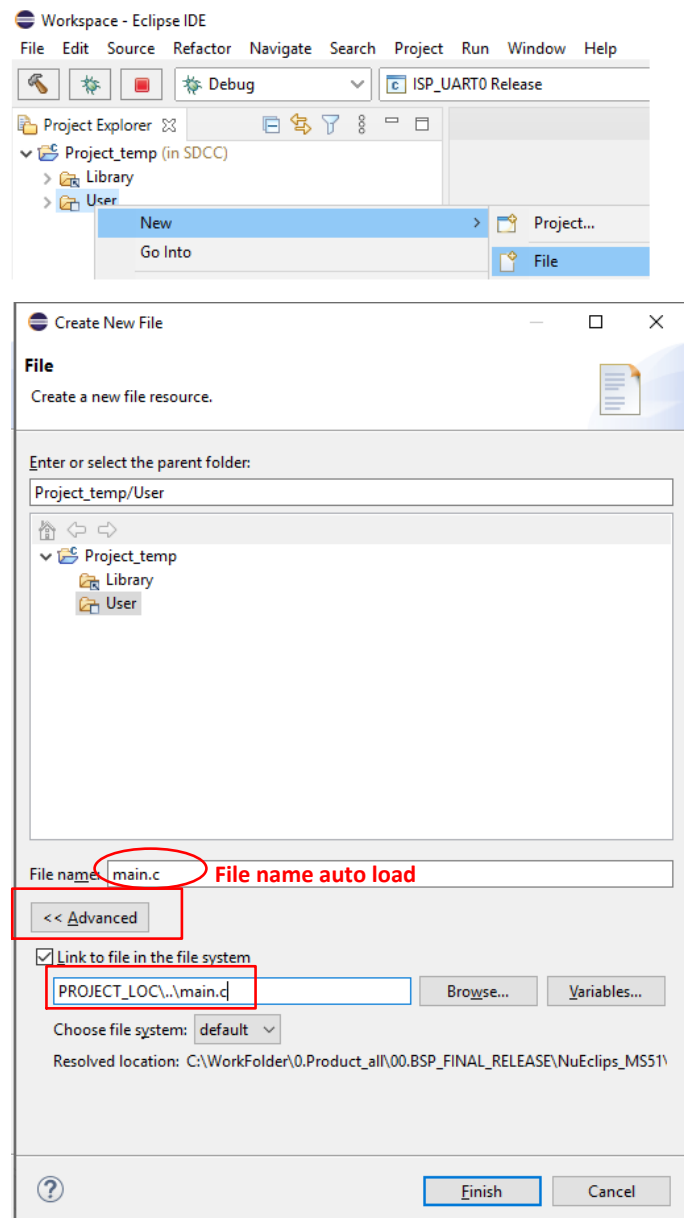 Workspace - Eclipse IDE
File Edit Source Refactor Navigate Search Project Run Window Help
Debug ISP_UART0 Release
Project Explorer
Project_temp (in SDCC)
Library
User
New Project...
Go Into File
Create New File
File
Create a new file resource.
Enter or select the parent folder:
Project_temp/User
Project_temp
Library
User
File name: main.c File name auto load
<< Advanced
Link to file in the file system
PROJECT_LOC\..\main.c Browse... Variables...
Choose file system: default
Resolved location: C:\WorkFolder\0.Product_all\00.BSP_FINAL_RELEASE\NuEclips_MS51\
Finish Cancel